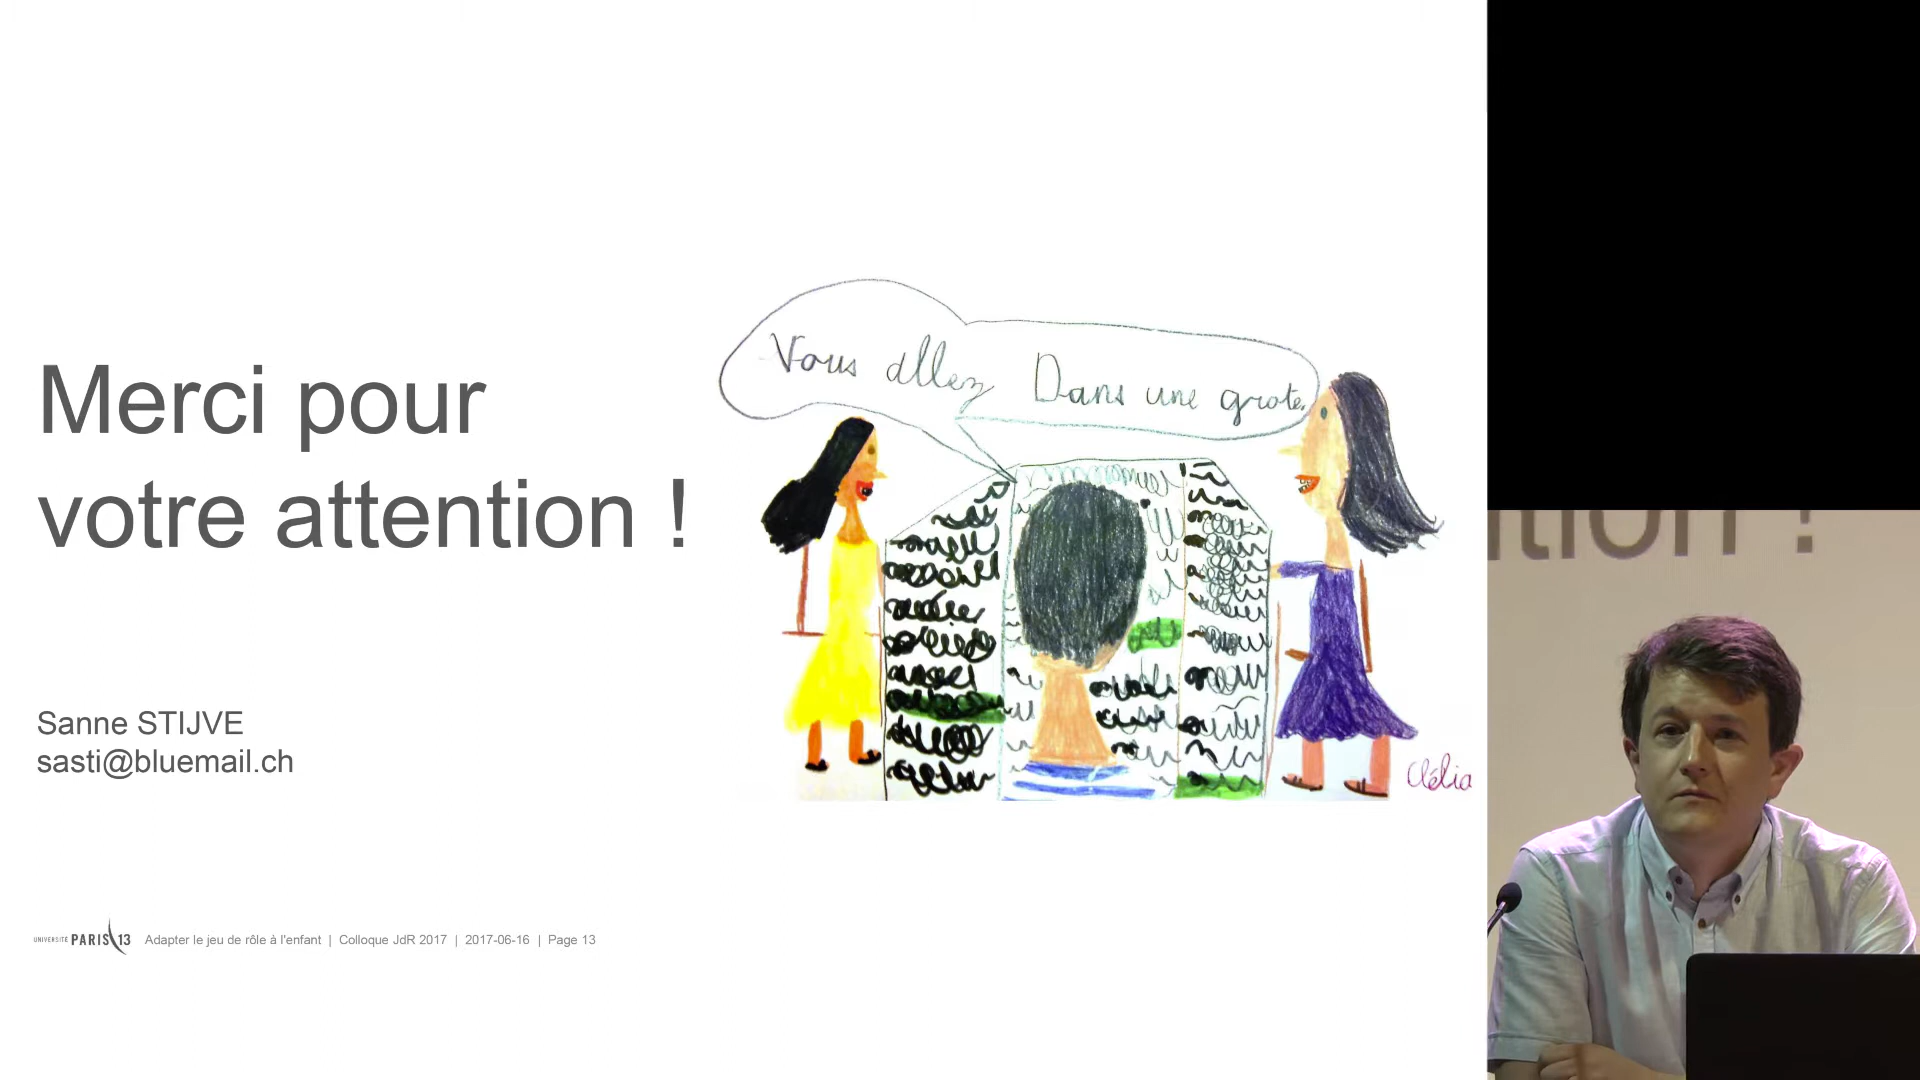 Merci pour
votre attention !
Sanne STIJVE
sasti@bluemail.ch
Vous allez Dans une grote.
Clélia
UNIVERSITÉ PARIS 13 Adapter le jeu de rôle à l'enfant | Colloque JdR 2017 | 2017-06-16 | Page 13
tion !